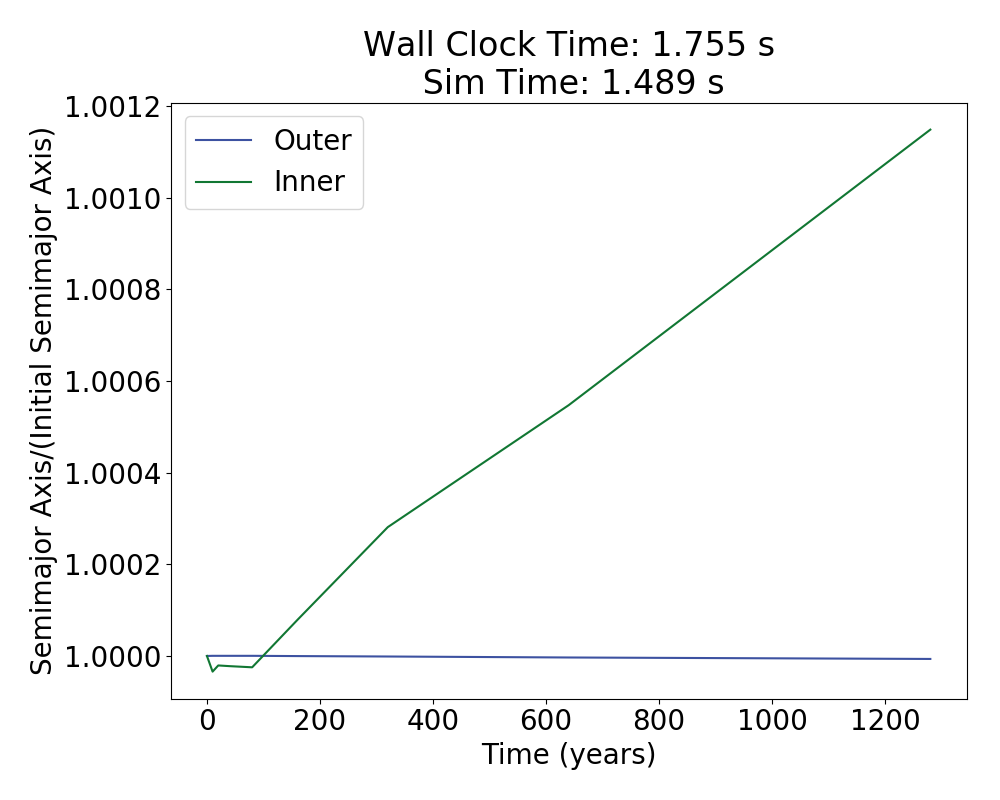 Wall Clock Time: 1.755 s
Sim Time: 1.489 s
Semimajor Axis/(Initial Semimajor Axis)
1.0012
1.0010
1.0008
1.0006
1.0004
1.0002
1.0000
Outer
Inner
0 200 400 600 800 1000 1200
Time (years)